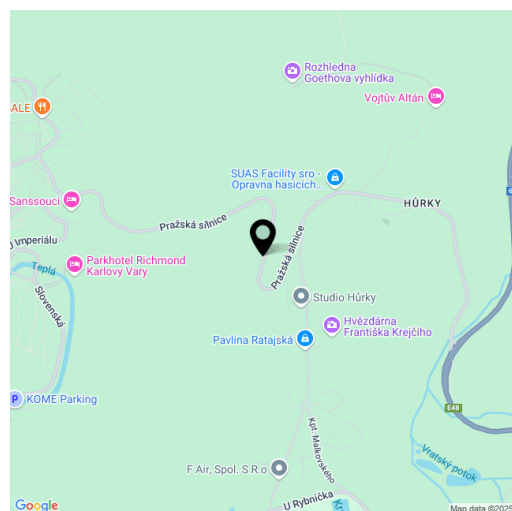 Rozhledna
Goethova vyhlídka
Vojtův Altán
ALE
SUAS Facility sro -
Opravna hasicích...
Sanssouci
HŮRKY
Pražská silnice
U Imperiálu
Pražská silnice
Parkhotel Richmond
Karlovy Vary
Teplá
Slovenská
Studio Hůrky
Hvězdárna
Františka Krejčího
Pavlína Ratajská
P
KOME Parking
E48
Kpt. Malkovského
Vratský potok
F Air, Spol. S R.o
U Rybníčka
Google
Map data ©2025